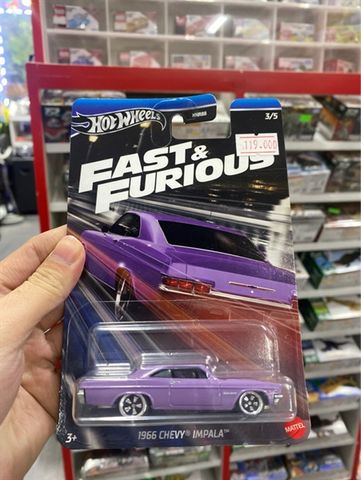 Hot Wheels
3/5
119.000
FAST &
FURIOUS
3+
1966 CHEVY® IMPALA™
MATTEL